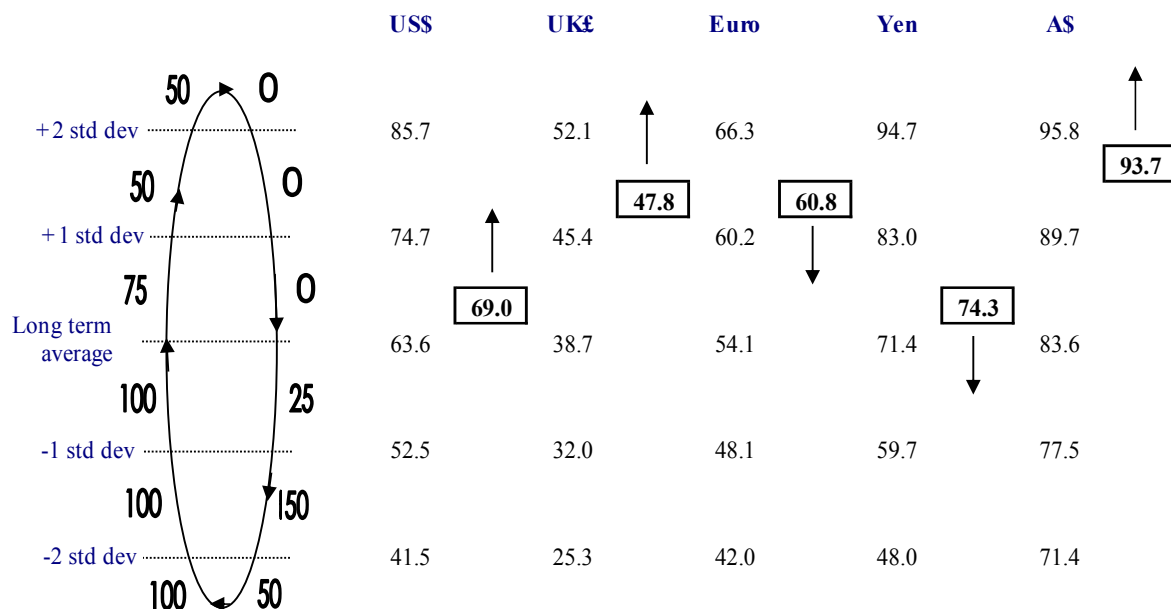 US$ UK£ Euro Yen A$
50 0
+2 std dev 85.7 52.1 66.3 94.7 95.8
93.7
50 0
47.8 60.8
+1 std dev 74.7 45.4 60.2 83.0 89.7
75 0
69.0 74.3
Long term
average 63.6 38.7 54.1 71.4 83.6
100 25
-1 std dev 52.5 32.0 48.1 59.7 77.5
100 150
-2 std dev 41.5 25.3 42.0 48.0 71.4
100 50